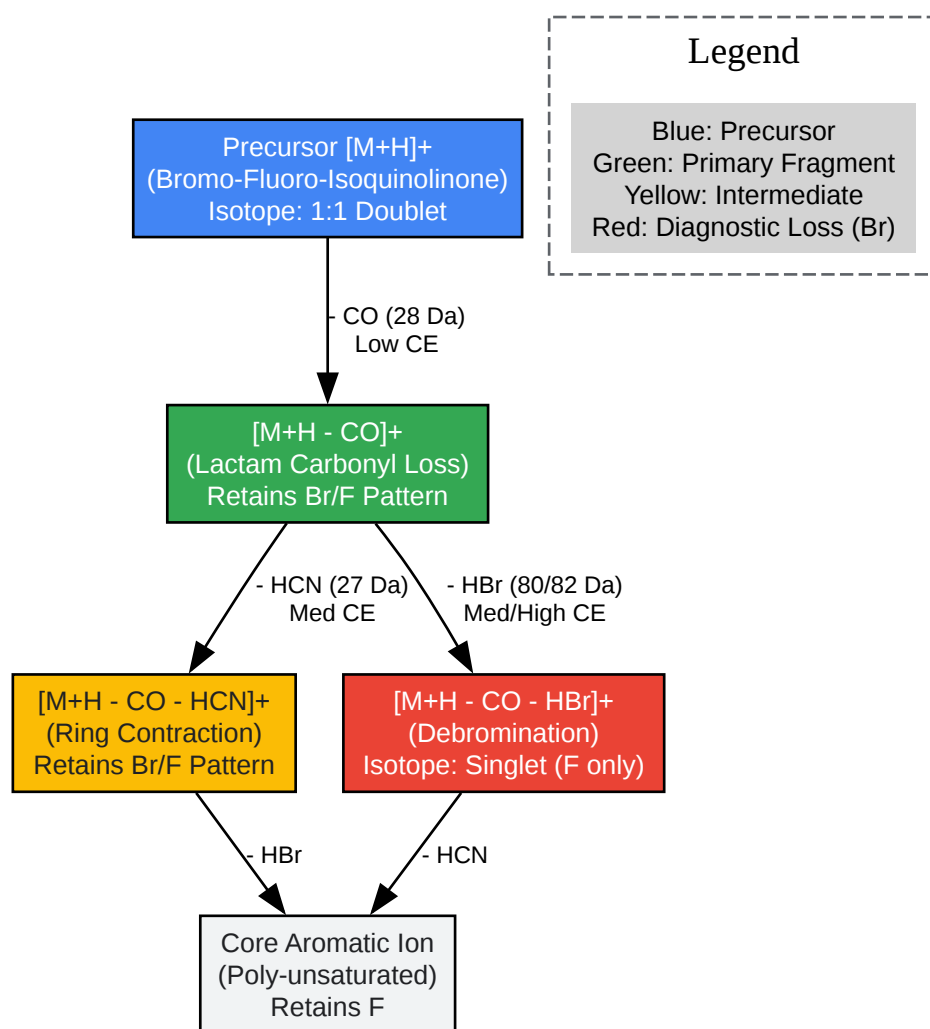 Legend
Blue: Precursor
Green: Primary Fragment
Yellow: Intermediate
Red: Diagnostic Loss (Br)
Precursor [M+H]+
(Bromo-Fluoro-Isoquinolinone)
Isotope: 1:1 Doublet
- CO (28 Da)
Low CE
[M+H - CO]+
(Lactam Carbonyl Loss)
Retains Br/F Pattern
- HCN (27 Da)
Med CE
- HBr (80/82 Da)
Med/High CE
[M+H - CO - HCN]+
(Ring Contraction)
Retains Br/F Pattern
[M+H - CO - HBr]+
(Debromination)
Isotope: Singlet (F only)
- HBr
- HCN
Core Aromatic Ion
(Poly-unsaturated)
Retains F